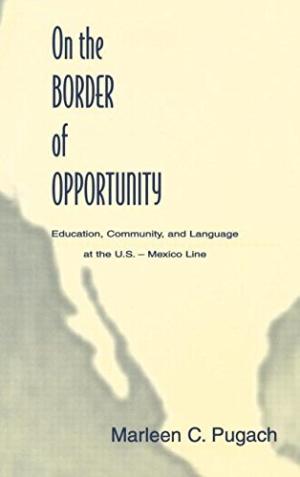 On the
BORDER
of
OPPORTUNITY
Education, Community, and Language
at the U.S. – Mexico Line
Marleen C. Pugach